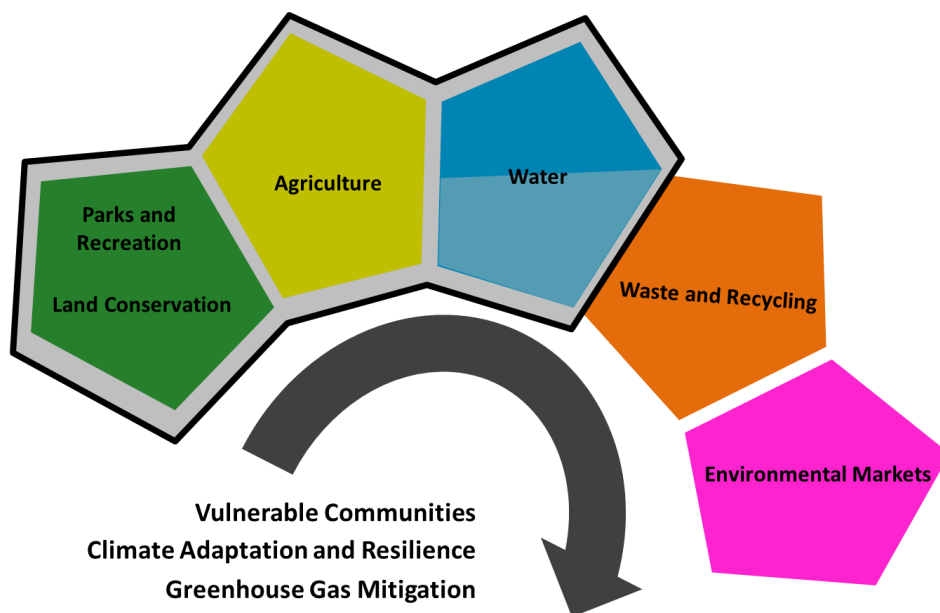 Parks and
Recreation
Land Conservation
Agriculture
Water
Waste and Recycling
Environmental Markets
Vulnerable Communities
Climate Adaptation and Resilience
Greenhouse Gas Mitigation